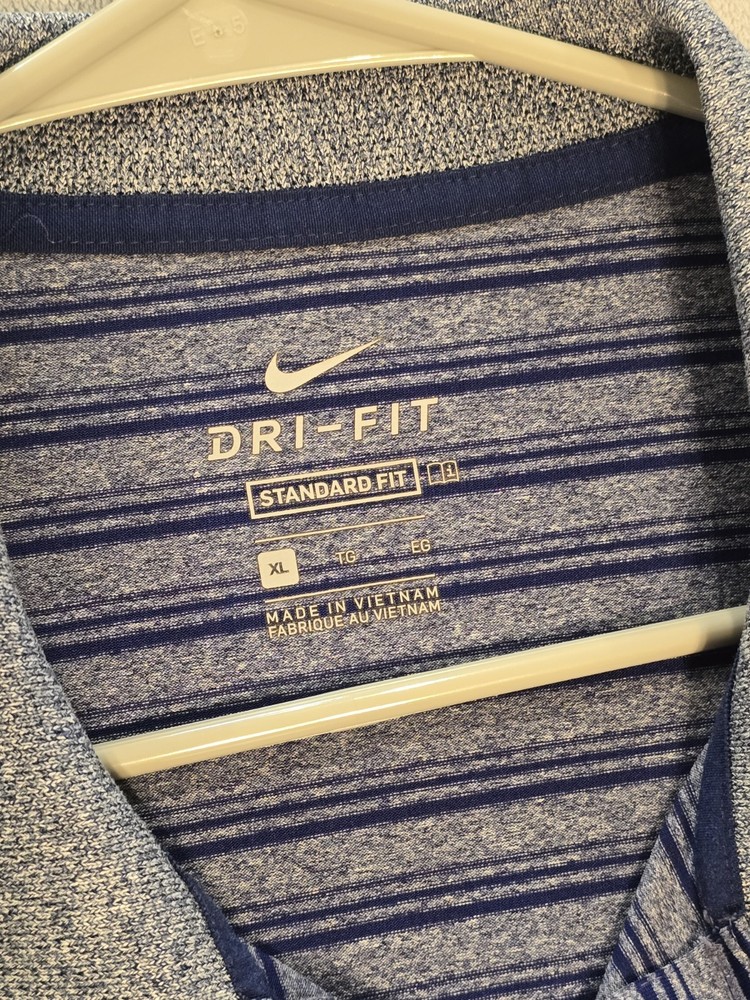 DRI-FIT
STANDARD FIT
XL TG EG
MADE IN VIETNAM
FABRIQUE AU VIETNAM